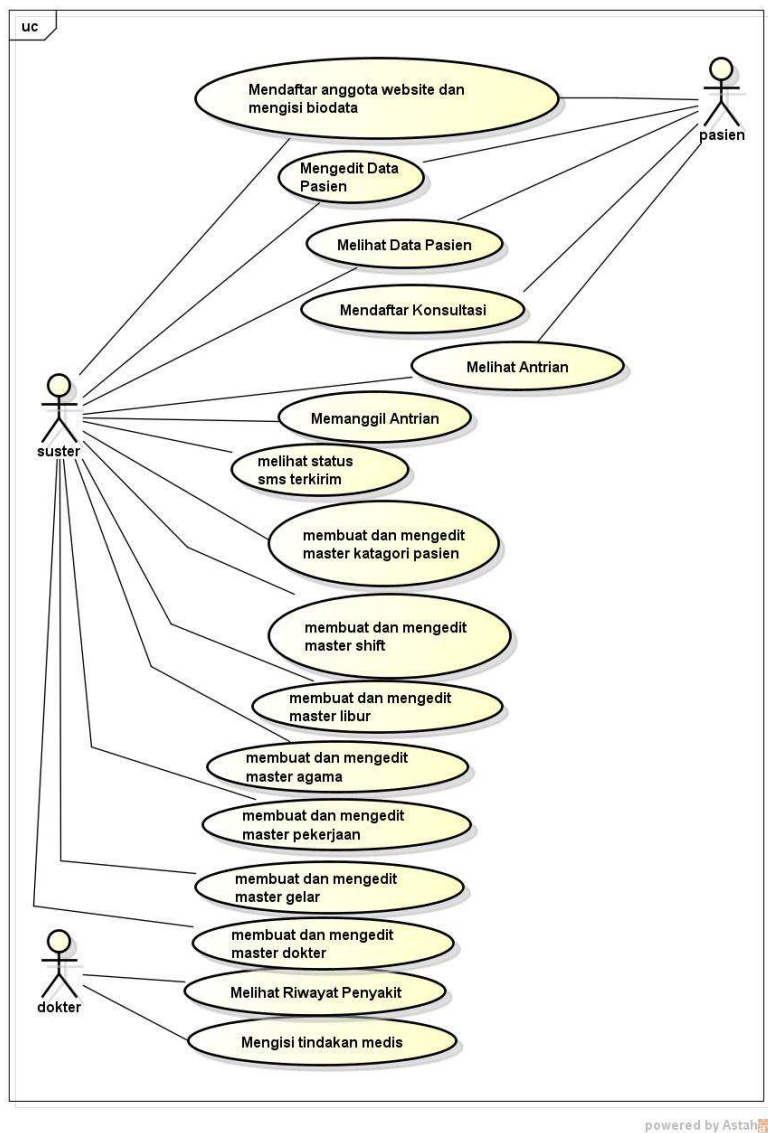 uc
Mendaftar anggota website dan
mengisi biodata
pasien
Mengedit Data
Pasien
Melihat Data Pasien
Mendaftar Konsultasi
Melihat Antrian
suster
Memanggil Antrian
melihat status
sms terkirim
membuat dan mengedit
master katagori pasien
membuat dan mengedit
master shift
membuat dan mengedit
master libur
membuat dan mengedit
master agama
membuat dan mengedit
master pekerjaan
membuat dan mengedit
master gelar
membuat dan mengedit
master dokter
dokter
Melihat Riwayat Penyakit
Mengisi tindakan medis
powered by Astah